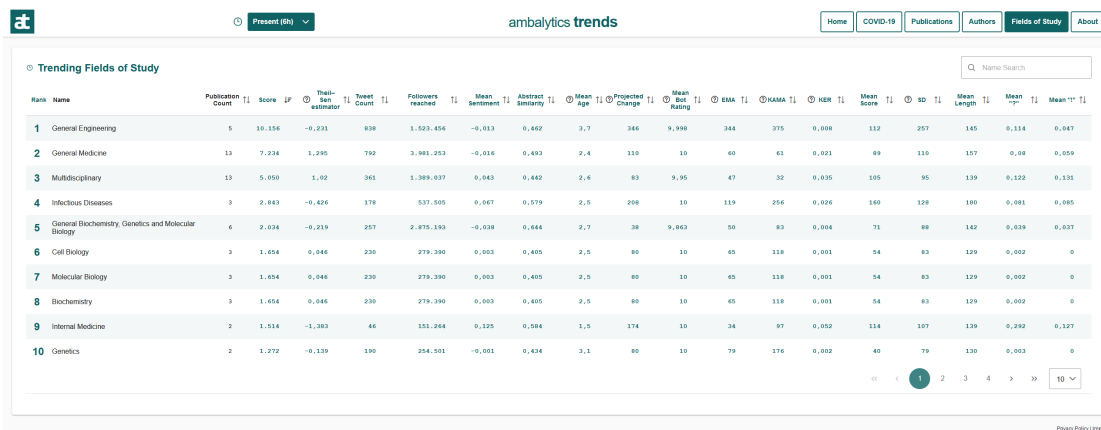 at
Present (6h)
ambalytics trends
Home COVID-19 Publications Authors Fields of Study About
Trending Fields of Study
Name Search
Rank Name Publication Count Score Theil–Sen estimator Tweet Count Followers reached Mean Sentiment Abstract Similarity Mean Age Projected Change Mean Bot Rating EMA KAMA KER Mean Score SD Mean Length Mean "?" Mean "!"
1 General Engineering 5 10.156 -0,231 838 1.523.456 -0,013 0,462 3,7 346 9,998 344 375 0,008 112 257 145 0,114 0,047
2 General Medicine 13 7.234 1,295 792 3.981.253 -0,016 0,493 2,4 110 10 60 61 0,021 89 110 157 0,08 0,059
3 Multidisciplinary 13 5.050 1,02 361 1.389.037 0,043 0,442 2,6 83 9,95 47 32 0,035 105 95 139 0,122 0,131
4 Infectious Diseases 3 2.843 -0,426 178 537.505 0,067 0,579 2,5 208 10 119 256 0,026 160 128 180 0,081 0,085
5 General Biochemistry, Genetics and Molecular Biology 6 2.034 -0,219 257 2.875.193 -0,038 0,644 2,7 38 9,863 50 83 0,004 71 88 142 0,039 0,037
6 Cell Biology 3 1.654 0,046 230 279.390 0,003 0,405 2,5 80 10 65 118 0,001 54 83 129 0,002 0
7 Molecular Biology 3 1.654 0,046 230 279.390 0,003 0,405 2,5 80 10 65 118 0,001 54 83 129 0,002 0
8 Biochemistry 3 1.654 0,046 230 279.390 0,003 0,405 2,5 80 10 65 118 0,001 54 83 129 0,002 0
9 Internal Medicine 2 1.514 -1,383 46 151.264 0,125 0,584 1,5 174 10 34 97 0,052 114 107 139 0,292 0,127
10 Genetics 2 1.272 -0,139 190 254.501 -0,001 0,434 3,1 80 10 79 176 0,002 40 79 130 0,003 0
« ‹ 1 2 3 4 › » 10
Privacy Policy | Imp